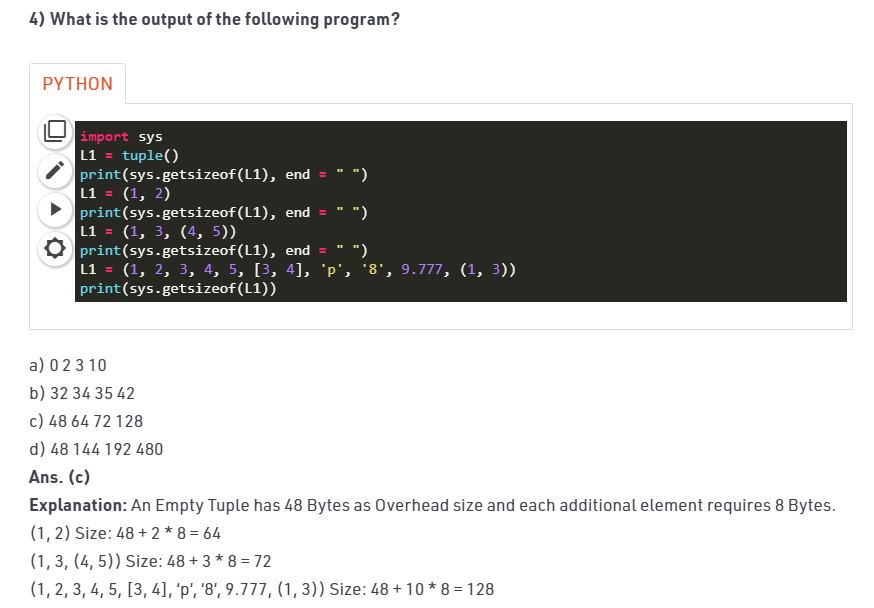 4) What is the output of the following program?
PYTHON
import sys
L1 = tuple()
print(sys.getsizeof(L1), end = " ")
L1 = (1, 2)
print(sys.getsizeof(L1), end = " ")
L1 = (1, 3, (4, 5))
print(sys.getsizeof(L1), end = " ")
L1 = (1, 2, 3, 4, 5, [3, 4], 'p', '8', 9.777, (1, 3))
print(sys.getsizeof(L1))
a) 0 2 3 10
b) 32 34 35 42
c) 48 64 72 128
d) 48 144 192 480
Ans. (c)
Explanation: An Empty Tuple has 48 Bytes as Overhead size and each additional element requires 8 Bytes.
(1, 2) Size: 48 + 2 * 8 = 64
(1, 3, (4, 5)) Size: 48 + 3 * 8 = 72
(1, 2, 3, 4, 5, [3, 4], ‘p’, ‘8’, 9.777, (1, 3)) Size: 48 + 10 * 8 = 128